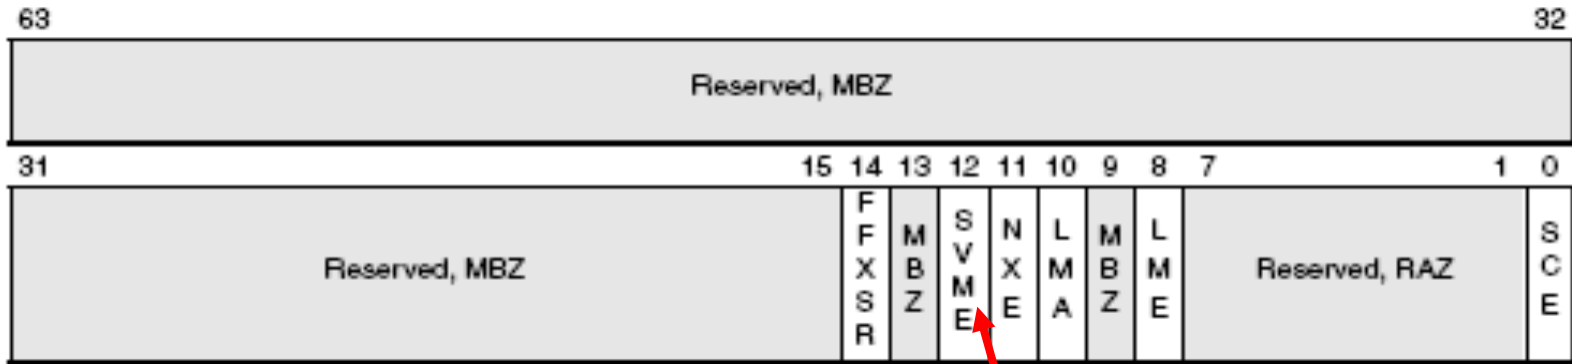 63 32
Reserved, MBZ
31 15 14 13 12 11 10 9 8 7 1 0
Reserved, MBZ FFXSR MBZ SVME NXE LMA MBZ LME Reserved, RAZ SCE